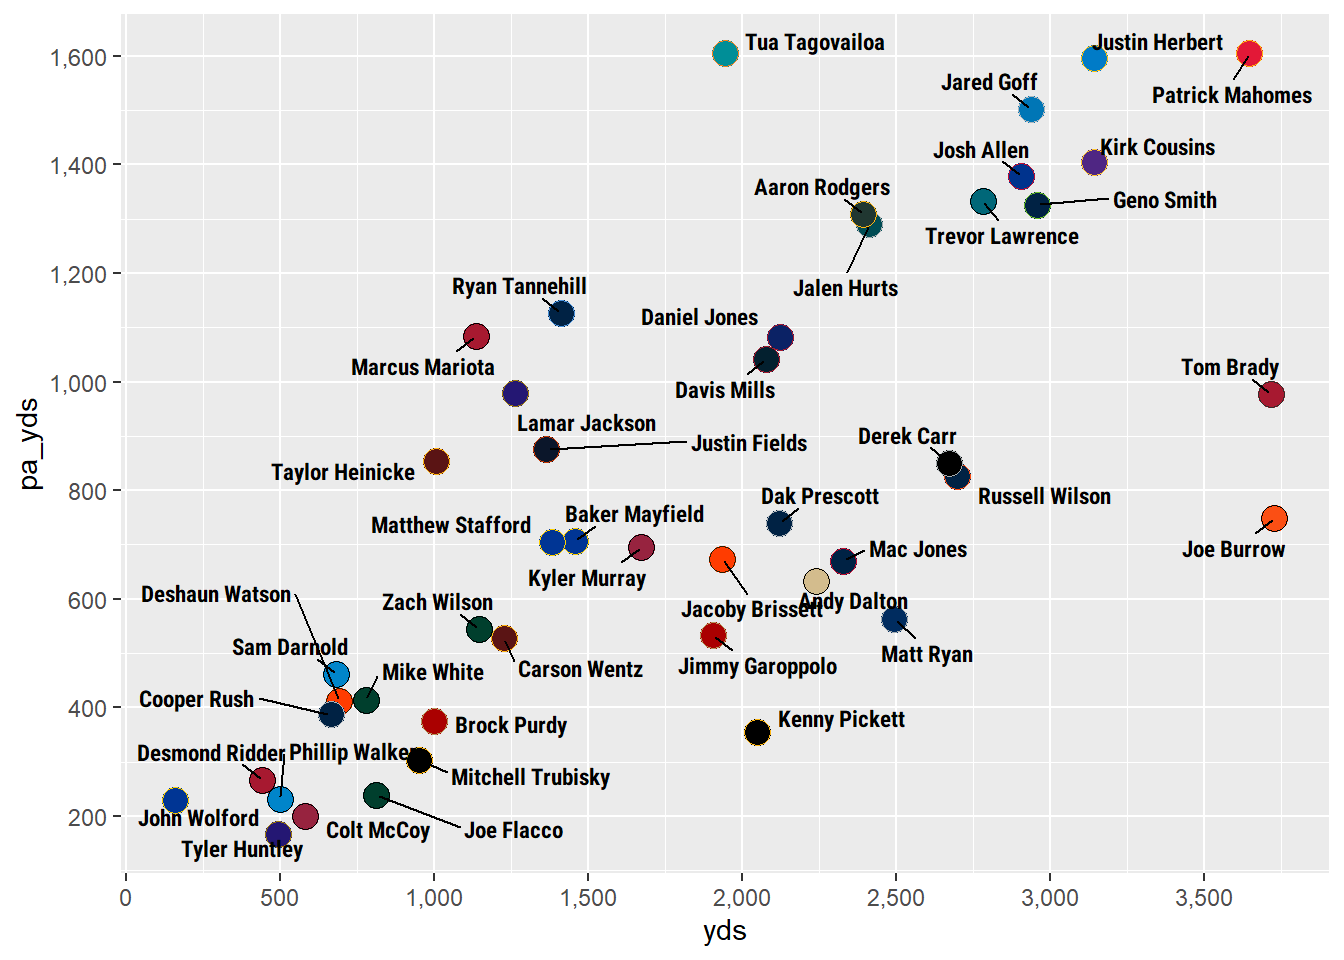 Tua Tagovailoa
Justin Herbert
1,600
Jared Goff
Patrick Mahomes
Josh Allen
Kirk Cousins
1,400
Aaron Rodgers
Geno Smith
Trevor Lawrence
1,200
Ryan Tannehill
Jalen Hurts
Daniel Jones
Marcus Mariota
Tom Brady
1,000
Davis Mills
Lamar Jackson
Derek Carr
Justin Fields
Taylor Heinicke
800
Dak Prescott
Russell Wilson
Matthew Stafford
Baker Mayfield
Mac Jones
Joe Burrow
Kyler Murray
Deshaun Watson
Zach Wilson
600
Jacoby Brissett
Andy Dalton
Sam Darnold
Matt Ryan
Carson Wentz
Jimmy Garoppolo
Mike White
Cooper Rush
400
Brock Purdy
Kenny Pickett
Desmond Ridder
Phillip Walker
Mitchell Trubisky
200
John Wolford
Colt McCoy
Joe Flacco
Tyler Huntley
pa_yds
0
500
1,000
1,500
2,000
2,500
3,000
3,500
yds